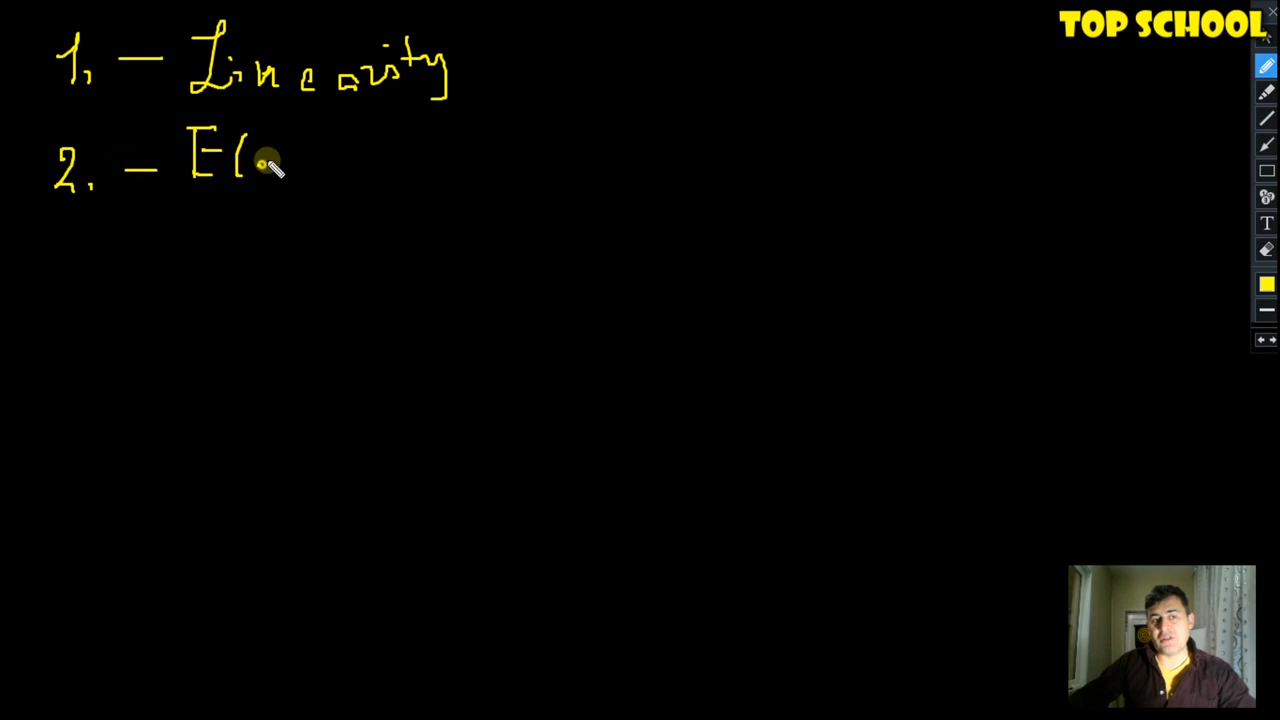 TOP SCHOOL
1. — Linearity
2. — E(